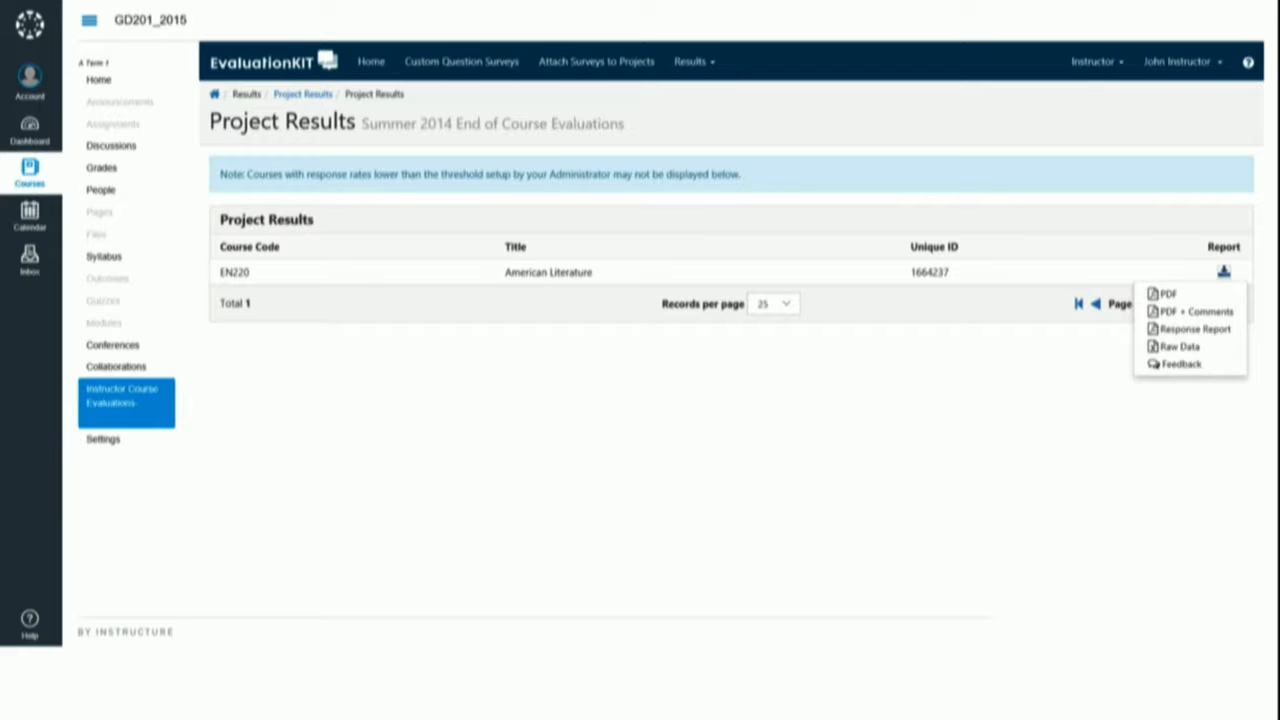 GD201_2015
Account
Dashboard
Courses
Calendar
Inbox
Help
Home
Announcements
Assignments
Discussions
Grades
People
Pages
Files
Syllabus
Outcomes
Quizzes
Modules
Conferences
Collaborations
Instructor Course
Evaluations
Settings
EvaluationKIT Home Custom Question Surveys Attach Surveys to Projects Results Instructor John Instructor
Results / Project Results / Project Results
Project Results Summer 2014 End of Course Evaluations
Note: Courses with response rates lower than the threshold setup by your Administrator may not be displayed below.
Project Results
Course Code Title Unique ID Report
EN220 American Literature 1664237
Total 1 Records per page 25 Page
PDF
PDF + Comments
Response Report
Raw Data
Feedback
BY INSTRUCTURE